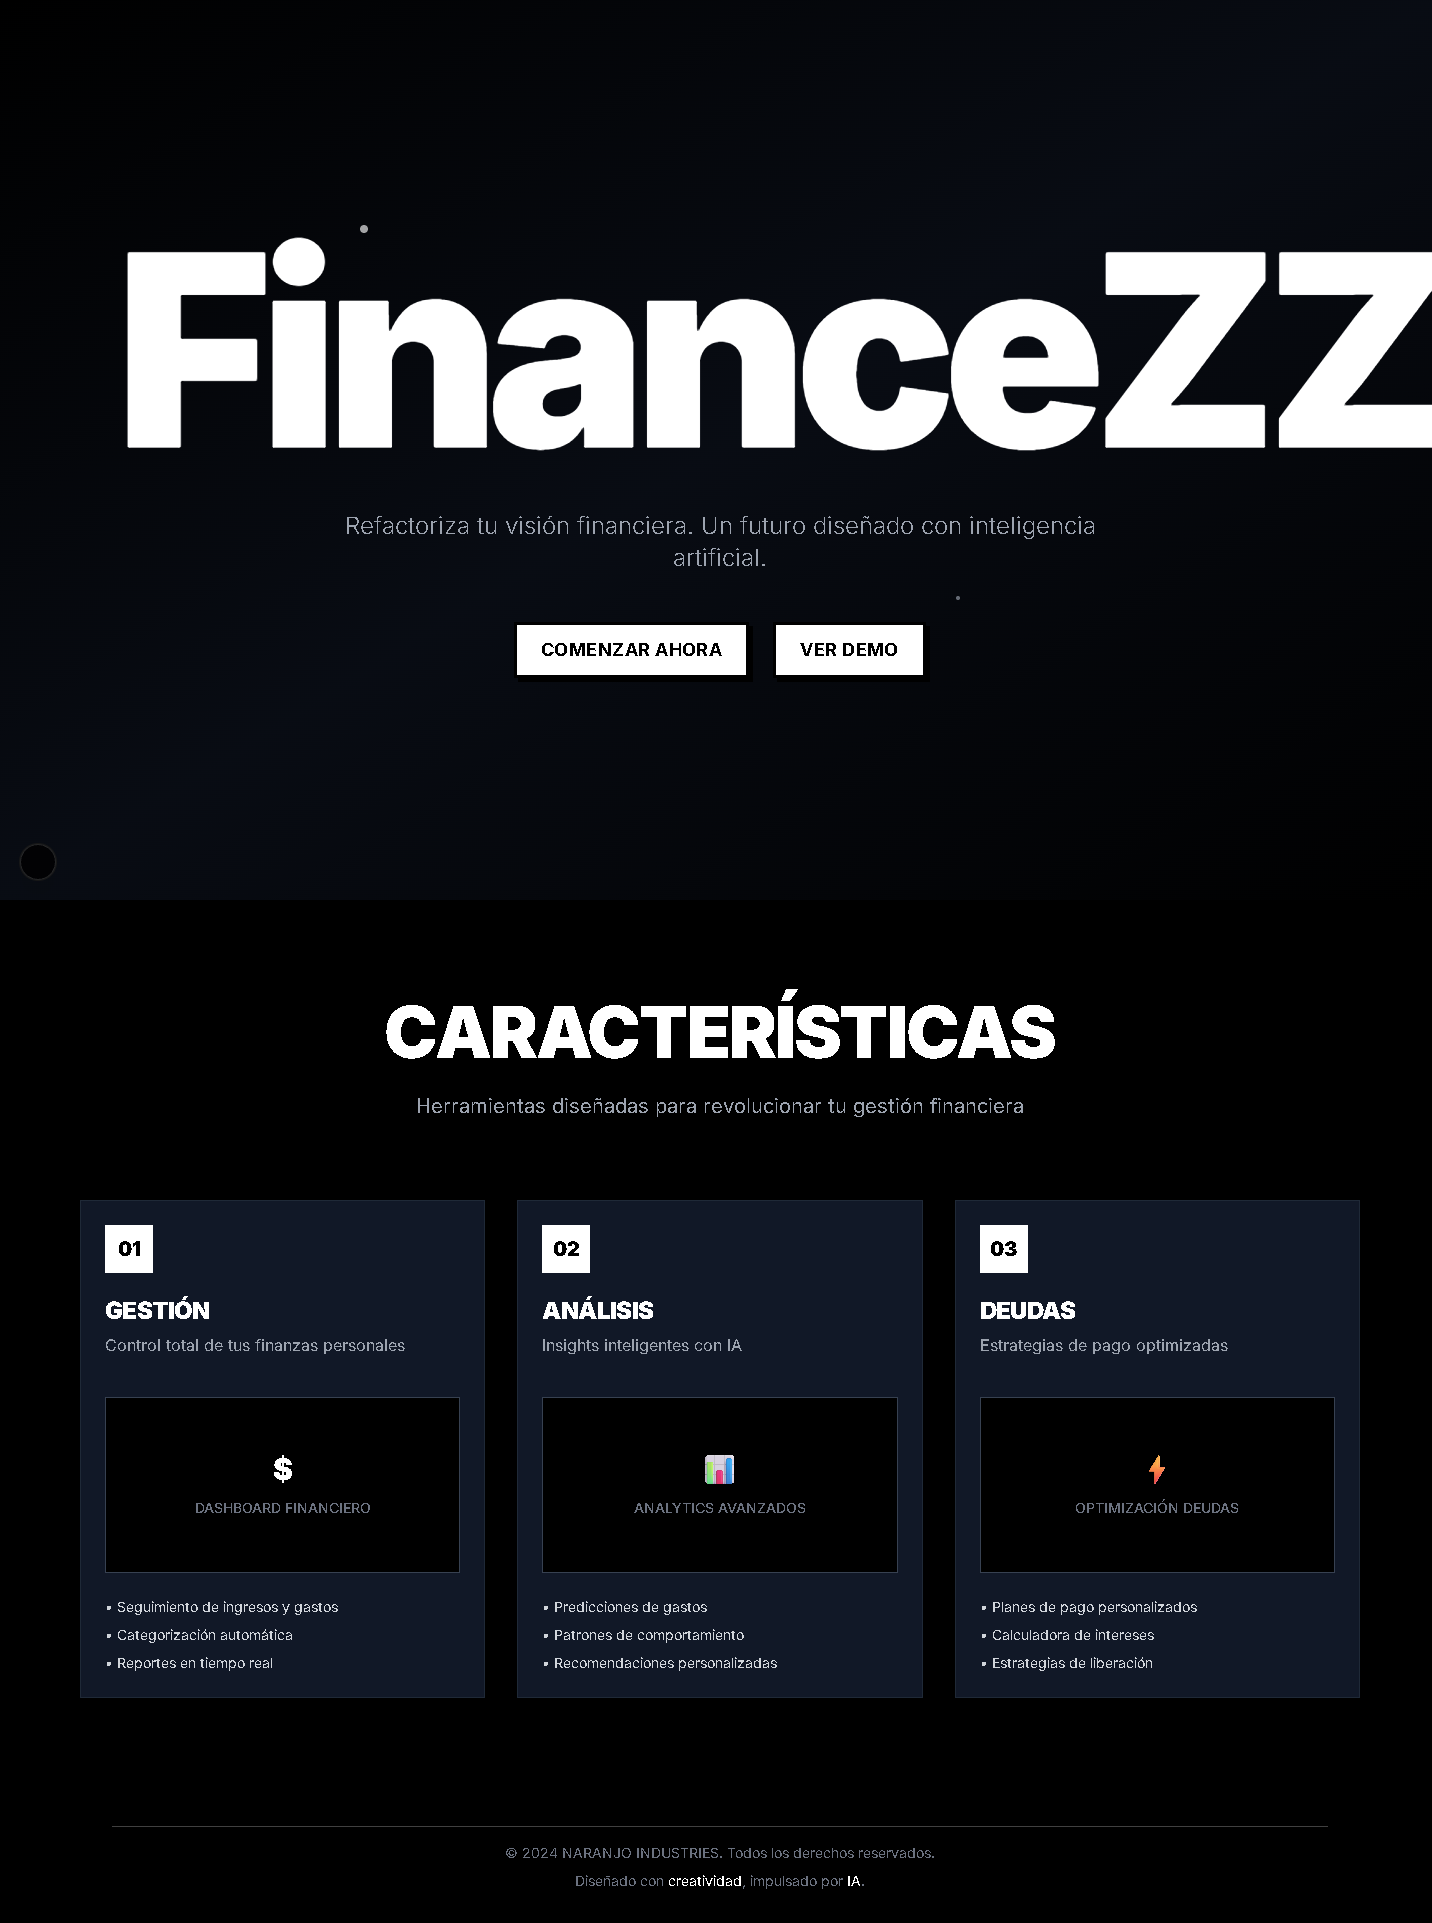 FinanceZZ
Refactoriza tu visión financiera. Un futuro diseñado con inteligencia
artificial.
COMENZAR AHORA
VER DEMO
CARACTERÍSTICAS
Herramientas diseñadas para revolucionar tu gestión financiera
01
GESTIÓN
Control total de tus finanzas personales
$
DASHBOARD FINANCIERO
• Seguimiento de ingresos y gastos
• Categorización automática
• Reportes en tiempo real
02
ANÁLISIS
Insights inteligentes con IA
ANALYTICS AVANZADOS
• Predicciones de gastos
• Patrones de comportamiento
• Recomendaciones personalizadas
03
DEUDAS
Estrategias de pago optimizadas
OPTIMIZACIÓN DEUDAS
• Planes de pago personalizados
• Calculadora de intereses
• Estrategias de liberación
© 2024 NARANJO INDUSTRIES. Todos los derechos reservados.
Diseñado con creatividad, impulsado por IA.